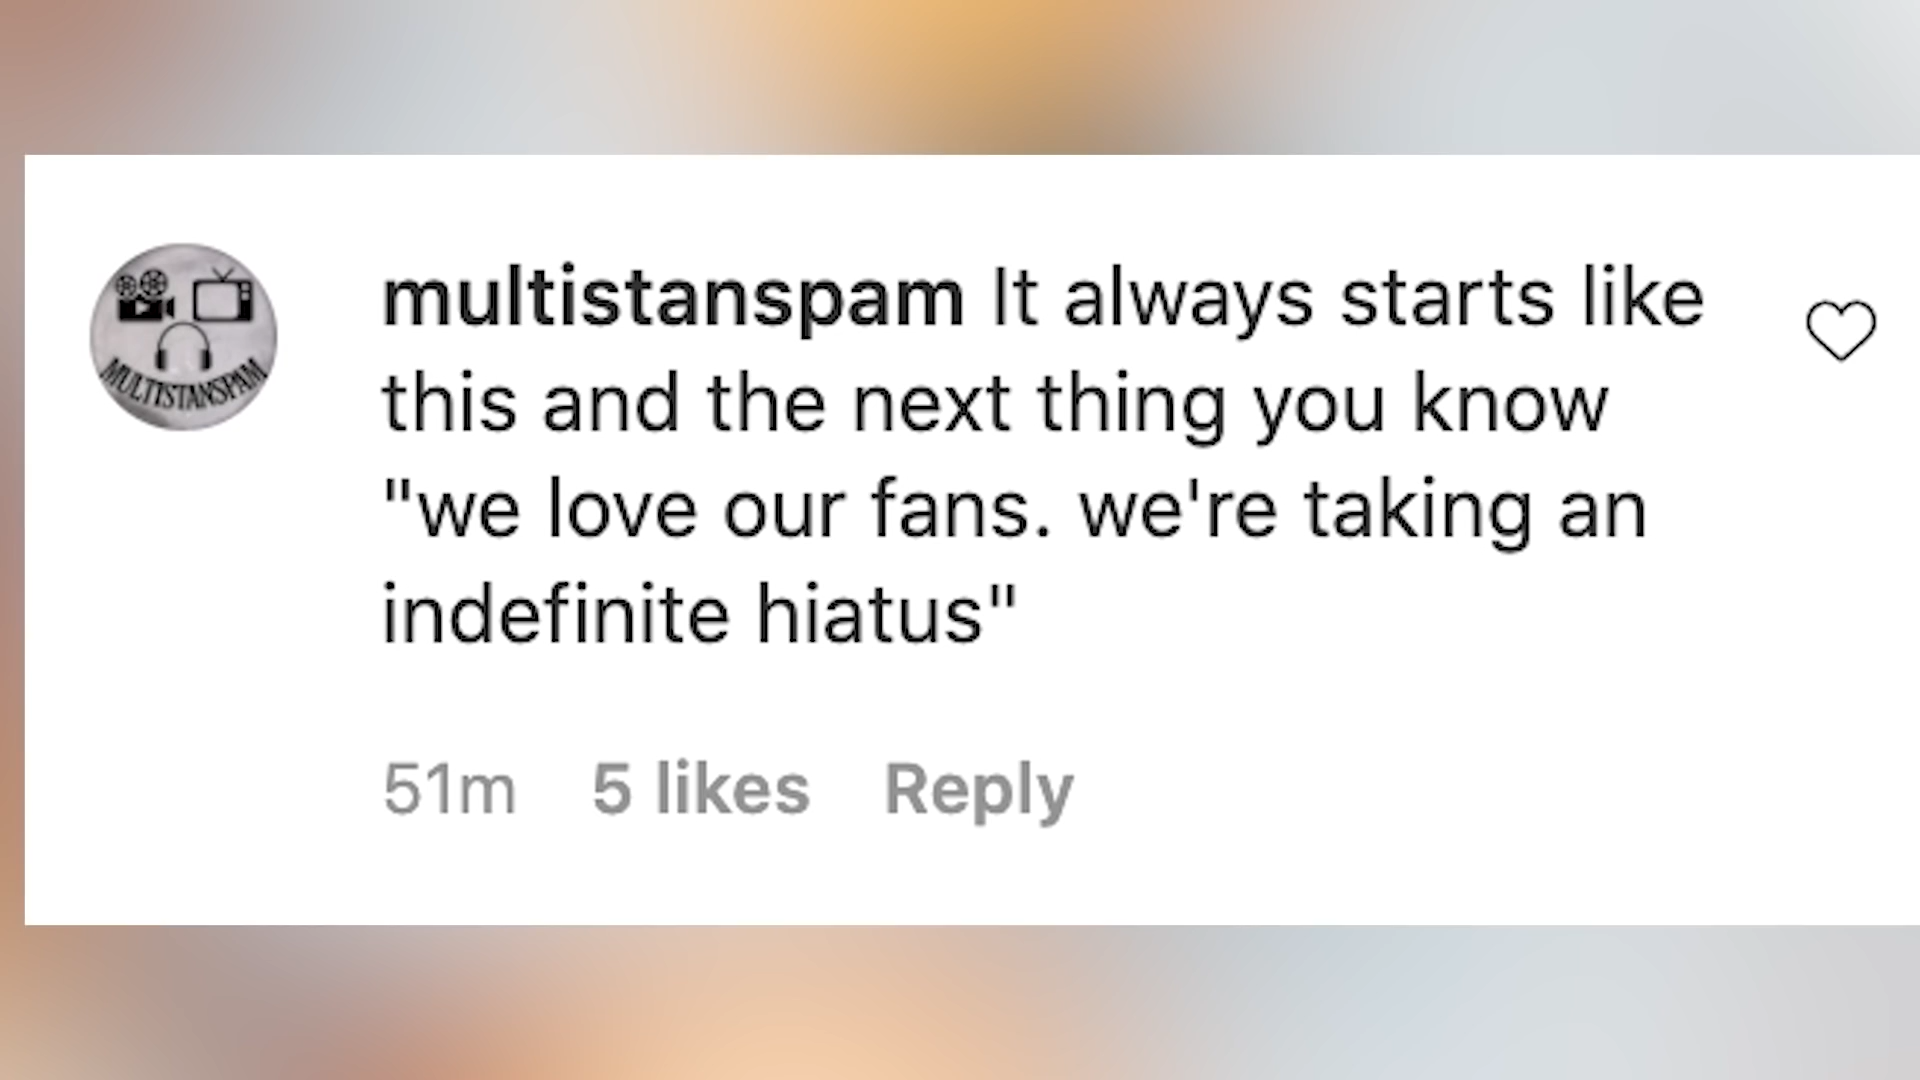 MULTISTANSPAM
multistanspam It always starts like
this and the next thing you know
"we love our fans. we're taking an
indefinite hiatus"
51m 5 likes Reply